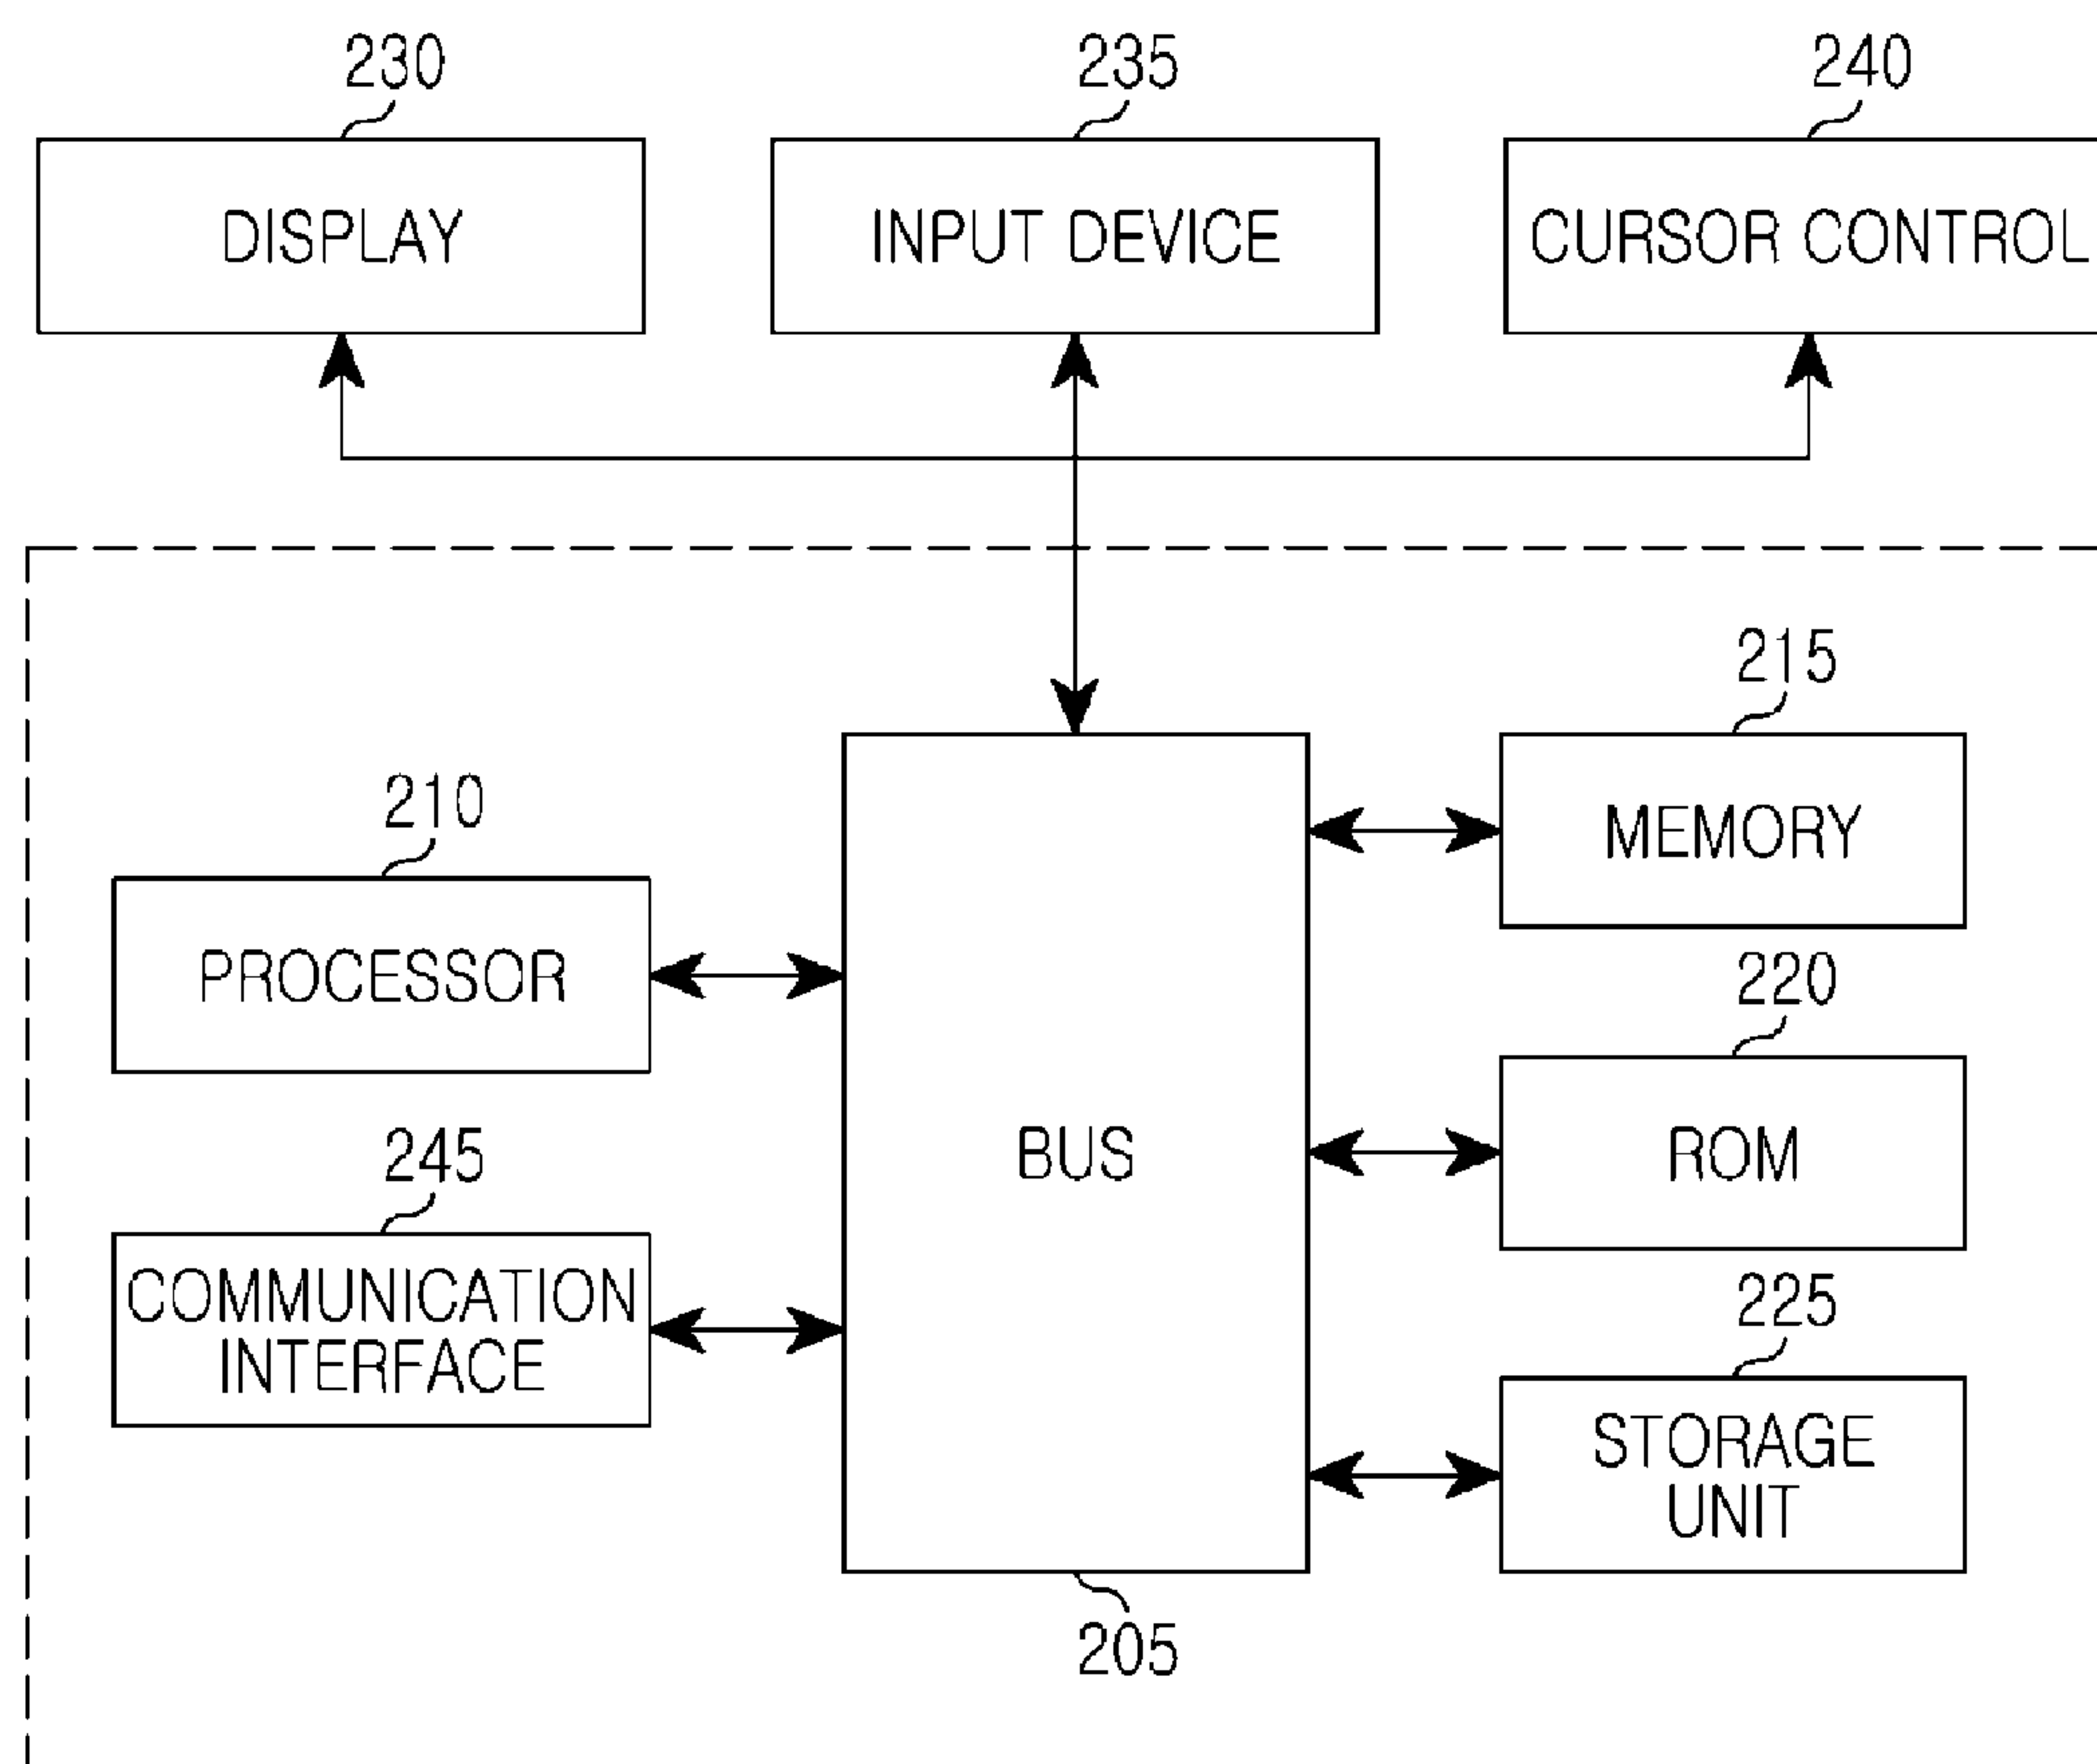 230
235
240
DISPLAY
INPUT DEVICE
CURSOR CONTROL
215
210
MEMORY
PROCESSOR
220
245
BUS
ROM
COMMUNICATION
INTERFACE
225
STORAGE
UNIT
205